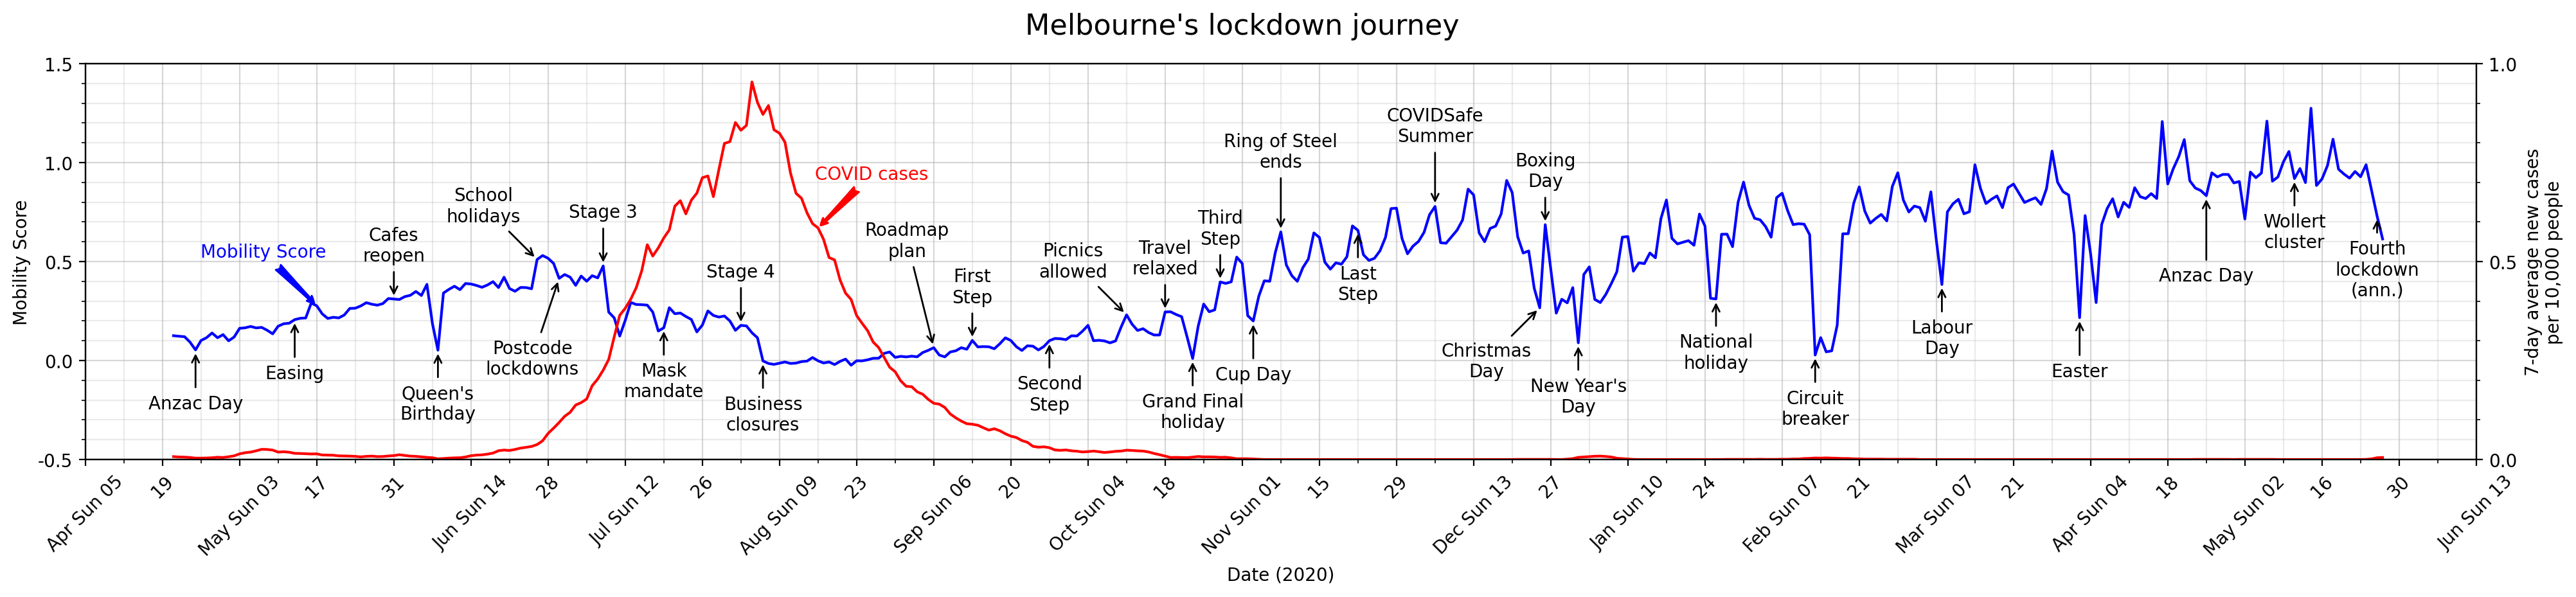 Melbourne's lockdown journey
1.5
1.0
0.5
0.0
-0.5
Mobility Score
1.0
0.5
0.0
7-day average new cases
per 10,000 people
Mobility Score
COVID cases
Anzac Day
Easing
Cafes
reopen
Queen's
Birthday
School
holidays
Postcode
lockdowns
Stage 3
Mask
mandate
Stage 4
Business
closures
Roadmap
plan
First
Step
Second
Step
Picnics
allowed
Travel
relaxed
Grand Final
holiday
Third
Step
Cup Day
Ring of Steel
ends
Last
Step
COVIDSafe
Summer
Christmas
Day
Boxing
Day
New Year's
Day
National
holiday
Circuit
breaker
Labour
Day
Easter
Anzac Day
Wollert
cluster
Fourth
lockdown
(ann.)
Apr Sun 05
19
May Sun 03
17
31
Jun Sun 14
28
Jul Sun 12
26
Aug Sun 09
23
Sep Sun 06
20
Oct Sun 04
18
Nov Sun 01
15
29
Dec Sun 13
27
Jan Sun 10
24
Feb Sun 07
21
Mar Sun 07
21
Apr Sun 04
18
May Sun 02
16
30
Jun Sun 13
Date (2020)